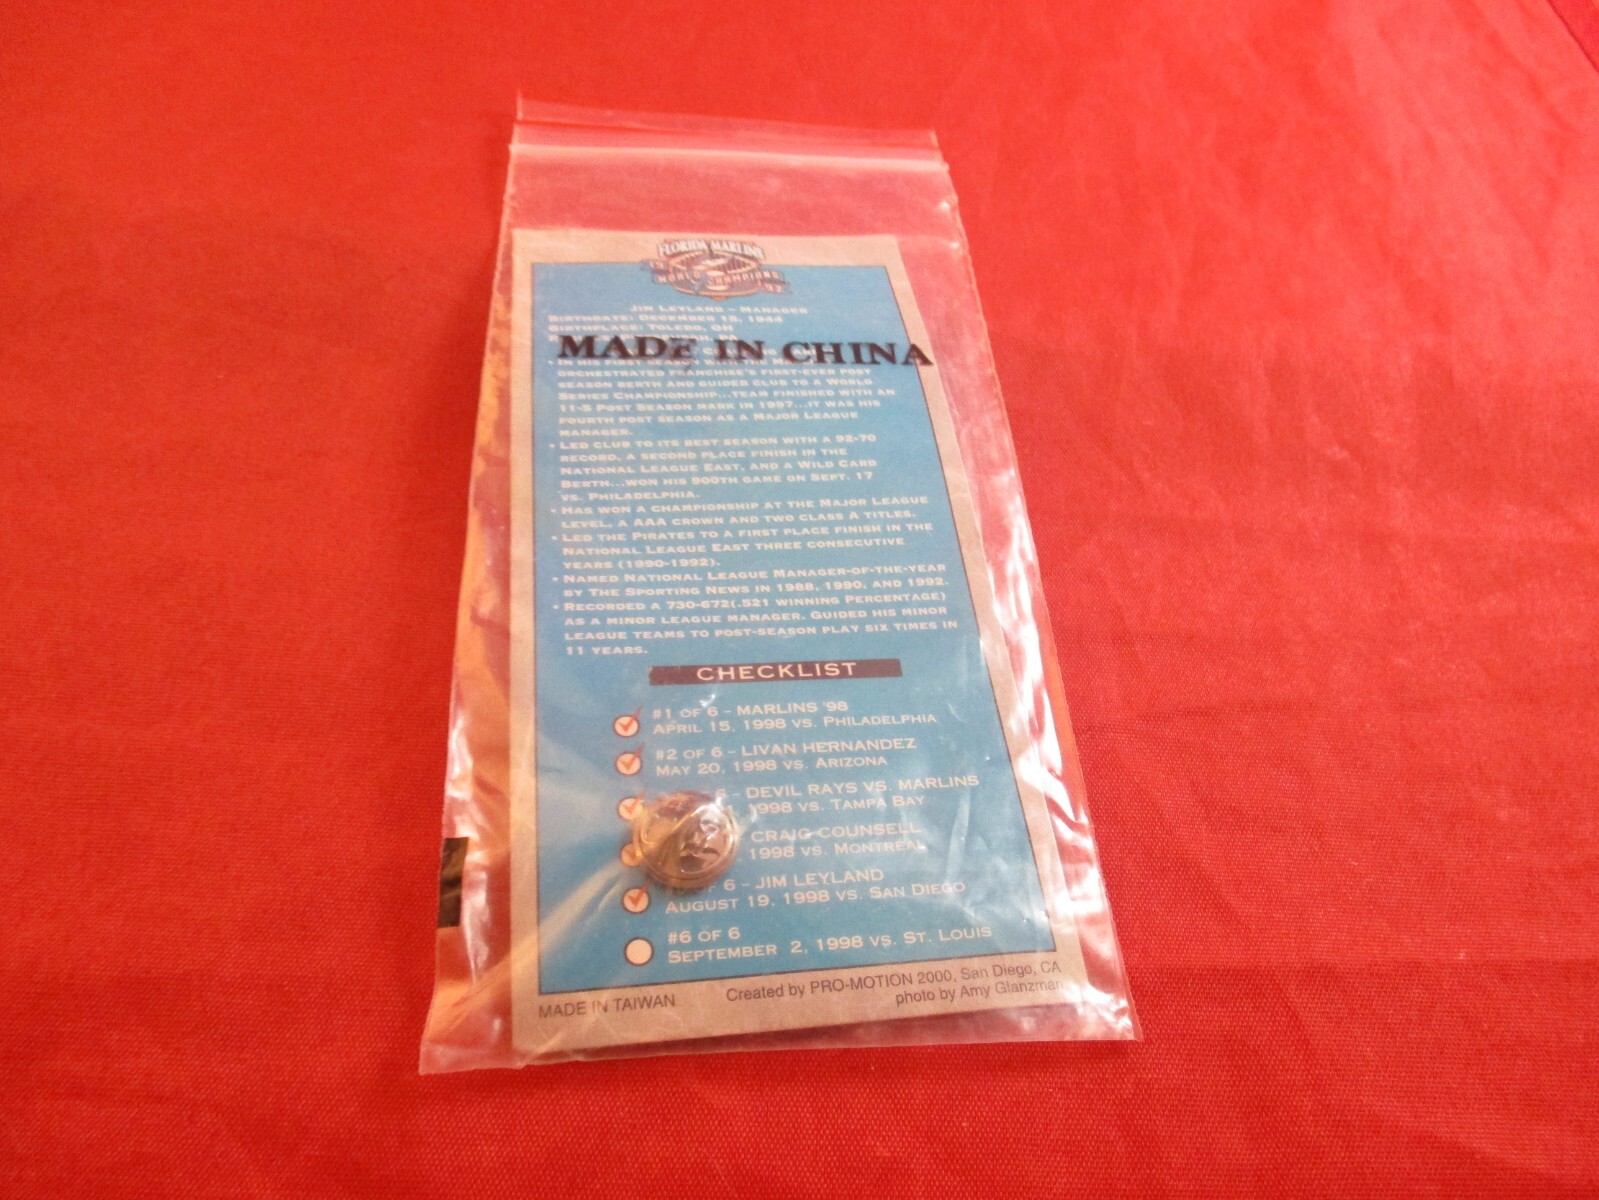 FLORIDA MARLINS
19 WORLD CHAMPIONS 97
JIM LEYLAND - MANAGER
BIRTHDATE: DECEMBER 15, 1944
BIRTHPLACE: TOLEDO, OH
MADE IN CHINA
• IN HIS FIRST SEASON WITH THE
ORCHESTRATED FRANCHISE'S FIRST-EVER POST
SEASON BERTH AND GUIDED CLUB TO A WORLD
SERIES CHAMPIONSHIP...TEAM FINISHED WITH AN
11-5 POST SEASON MARK IN 1997...IT WAS HIS
FOURTH POST SEASON AS A MAJOR LEAGUE
MANAGER.
• LED CLUB TO ITS BEST SEASON WITH A 92-70
RECORD, A SECOND PLACE FINISH IN THE
NATIONAL LEAGUE EAST, AND A WILD CARD
BERTH...WON HIS 900TH GAME ON SEPT. 17
VS. PHILADELPHIA.
• HAS WON A CHAMPIONSHIP AT THE MAJOR LEAGUE
LEVEL, A AAA CROWN AND TWO CLASS A TITLES.
• LED THE PIRATES TO A FIRST PLACE FINISH IN THE
NATIONAL LEAGUE EAST THREE CONSECUTIVE
YEARS (1990-1992).
• NAMED NATIONAL LEAGUE MANAGER-OF-THE-YEAR
BY THE SPORTING NEWS IN 1988, 1990, AND 1992.
• RECORDED A 730-672(.521 WINNING PERCENTAGE)
AS A MINOR LEAGUE MANAGER. GUIDED HIS MINOR
LEAGUE TEAMS TO POST-SEASON PLAY SIX TIMES IN
11 YEARS.
CHECKLIST
#1 OF 6 - MARLINS '98
APRIL 15, 1998 VS. PHILADELPHIA
#2 OF 6 - LIVAN HERNANDEZ
MAY 20, 1998 VS. ARIZONA
6 - DEVIL RAYS VS. MARLINS
1998 VS. TAMPA BAY
CRAIG COUNSELL
1998 VS. MONTREAL
OF 6 - JIM LEYLAND
AUGUST 19, 1998 VS. SAN DIEGO
#6 OF 6
SEPTEMBER 2, 1998 VS. ST. LOUIS
MADE IN TAIWAN
Created by PRO-MOTION 2000, San Diego, CA
photo by Amy Glanzman